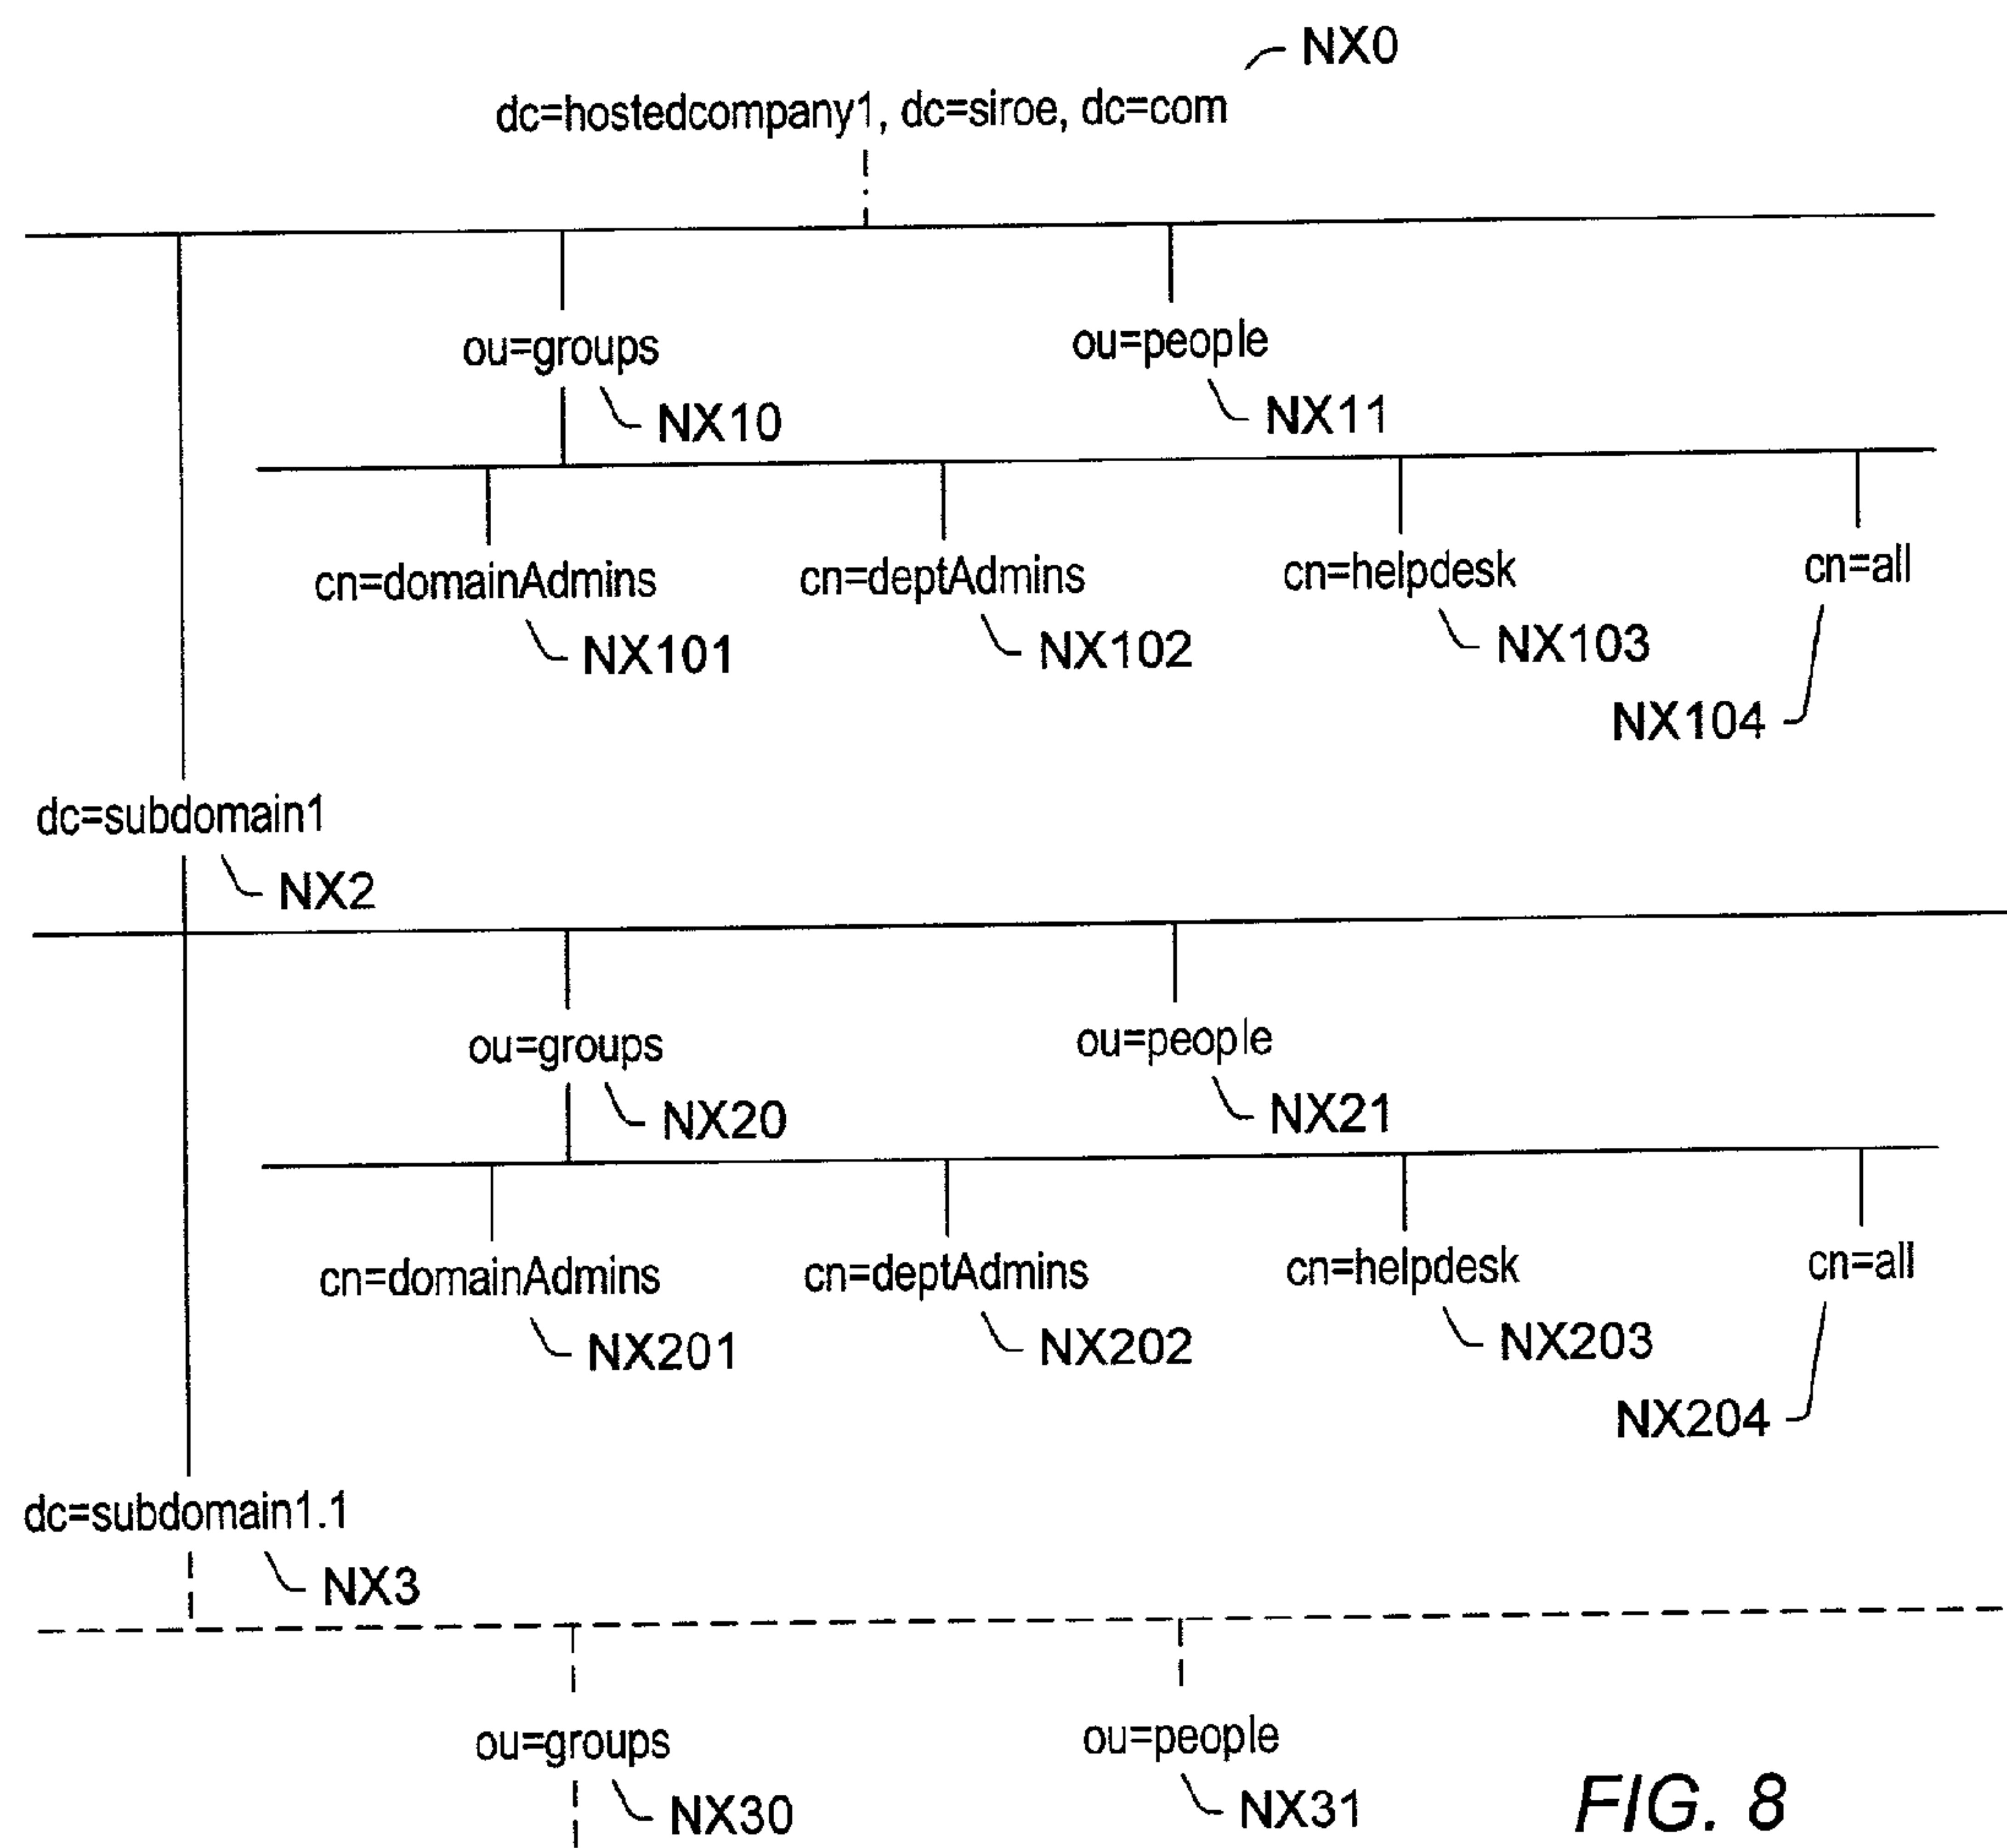 NX0
dc=hostedcompany1, dc=siroe, dc=com
ou=groups
ou=people
NX10
NX11
cn=domainAdmins
cn=deptAdmins
cn=helpdesk
cn=all
NX101
NX102
NX103
NX104
dc=subdomain1
NX2
ou=groups
ou=people
NX20
NX21
cn=domainAdmins
cn=deptAdmins
cn=helpdesk
cn=all
NX201
NX202
NX203
NX204
dc=subdomain1.1
NX3
ou=groups
ou=people
NX30
NX31
FIG. 8